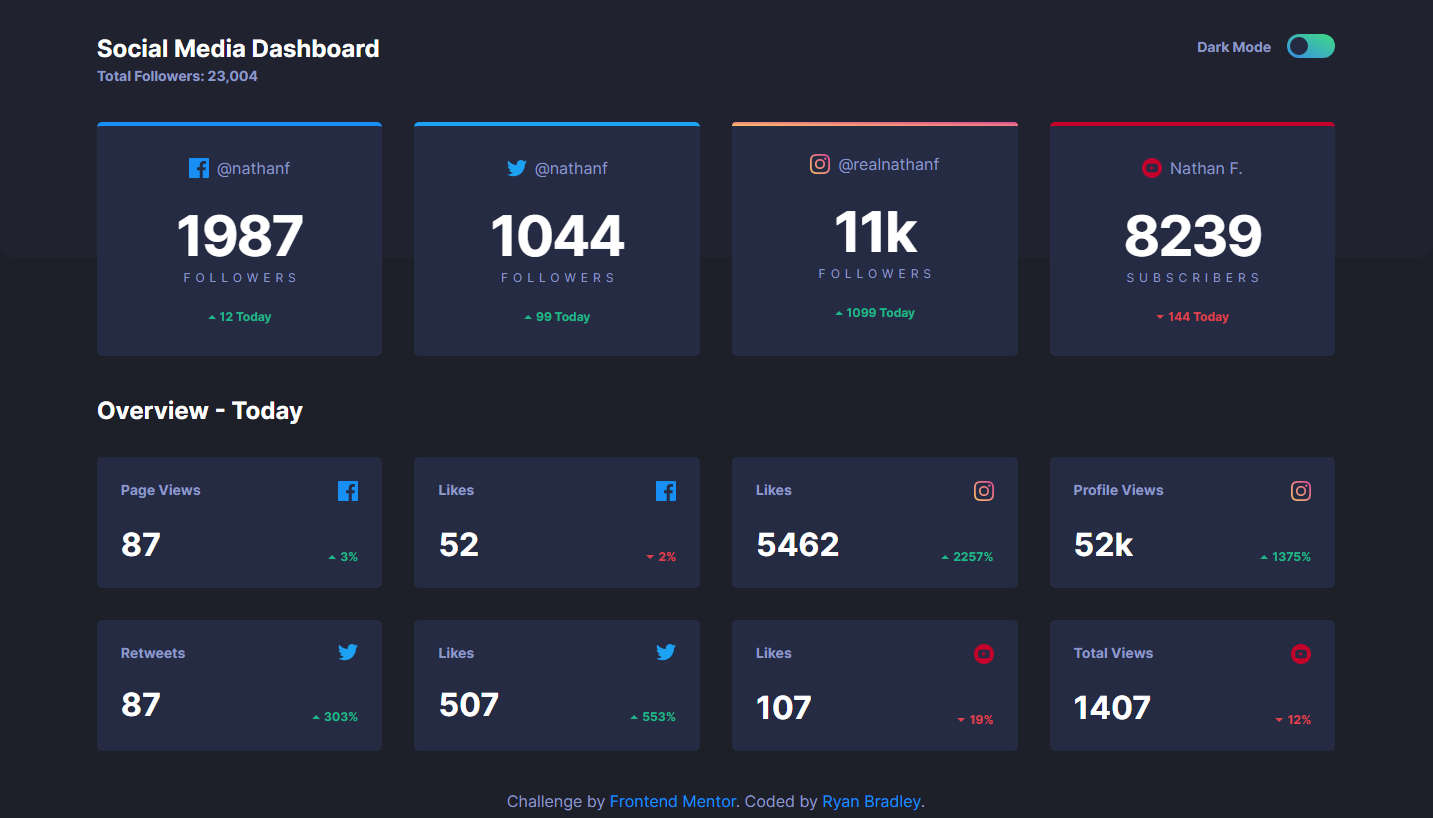 Social Media Dashboard
Total Followers: 23,004
Dark Mode
@nathanf
1987
FOLLOWERS
12 Today
@nathanf
1044
FOLLOWERS
99 Today
@realnathanf
11k
FOLLOWERS
1099 Today
Nathan F.
8239
SUBSCRIBERS
144 Today
Overview - Today
Page Views
87
3%
Likes
52
2%
Likes
5462
2257%
Profile Views
52k
1375%
Retweets
87
303%
Likes
507
553%
Likes
107
19%
Total Views
1407
12%
Challenge by Frontend Mentor. Coded by Ryan Bradley.